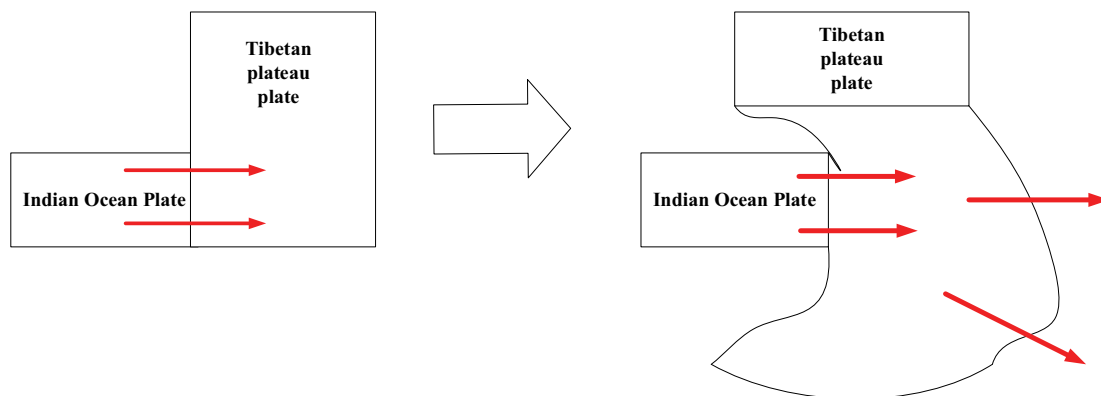 Tibetan
plateau
plate
Indian Ocean Plate
Tibetan
plateau
plate
Indian Ocean Plate